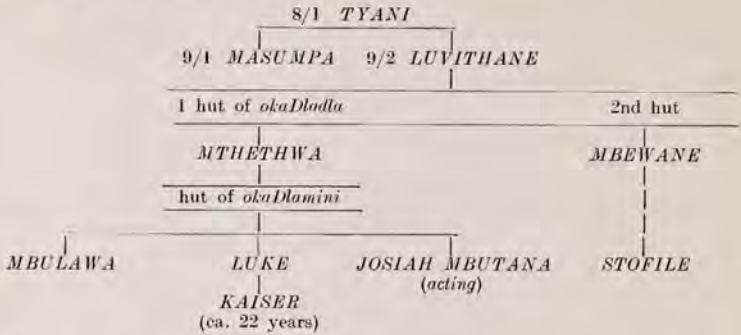 8/1 TYANI
9/1 MASUMPA 9/2 LUVITHANE
1 hut of okaDladla 2nd hut
MTHETHWA MBEWANE
hut of okaDlamini
MBULAWA LUKE JOSIAH MBUTANA STOFILE
(acting)
KAISER
(ca. 22 years)